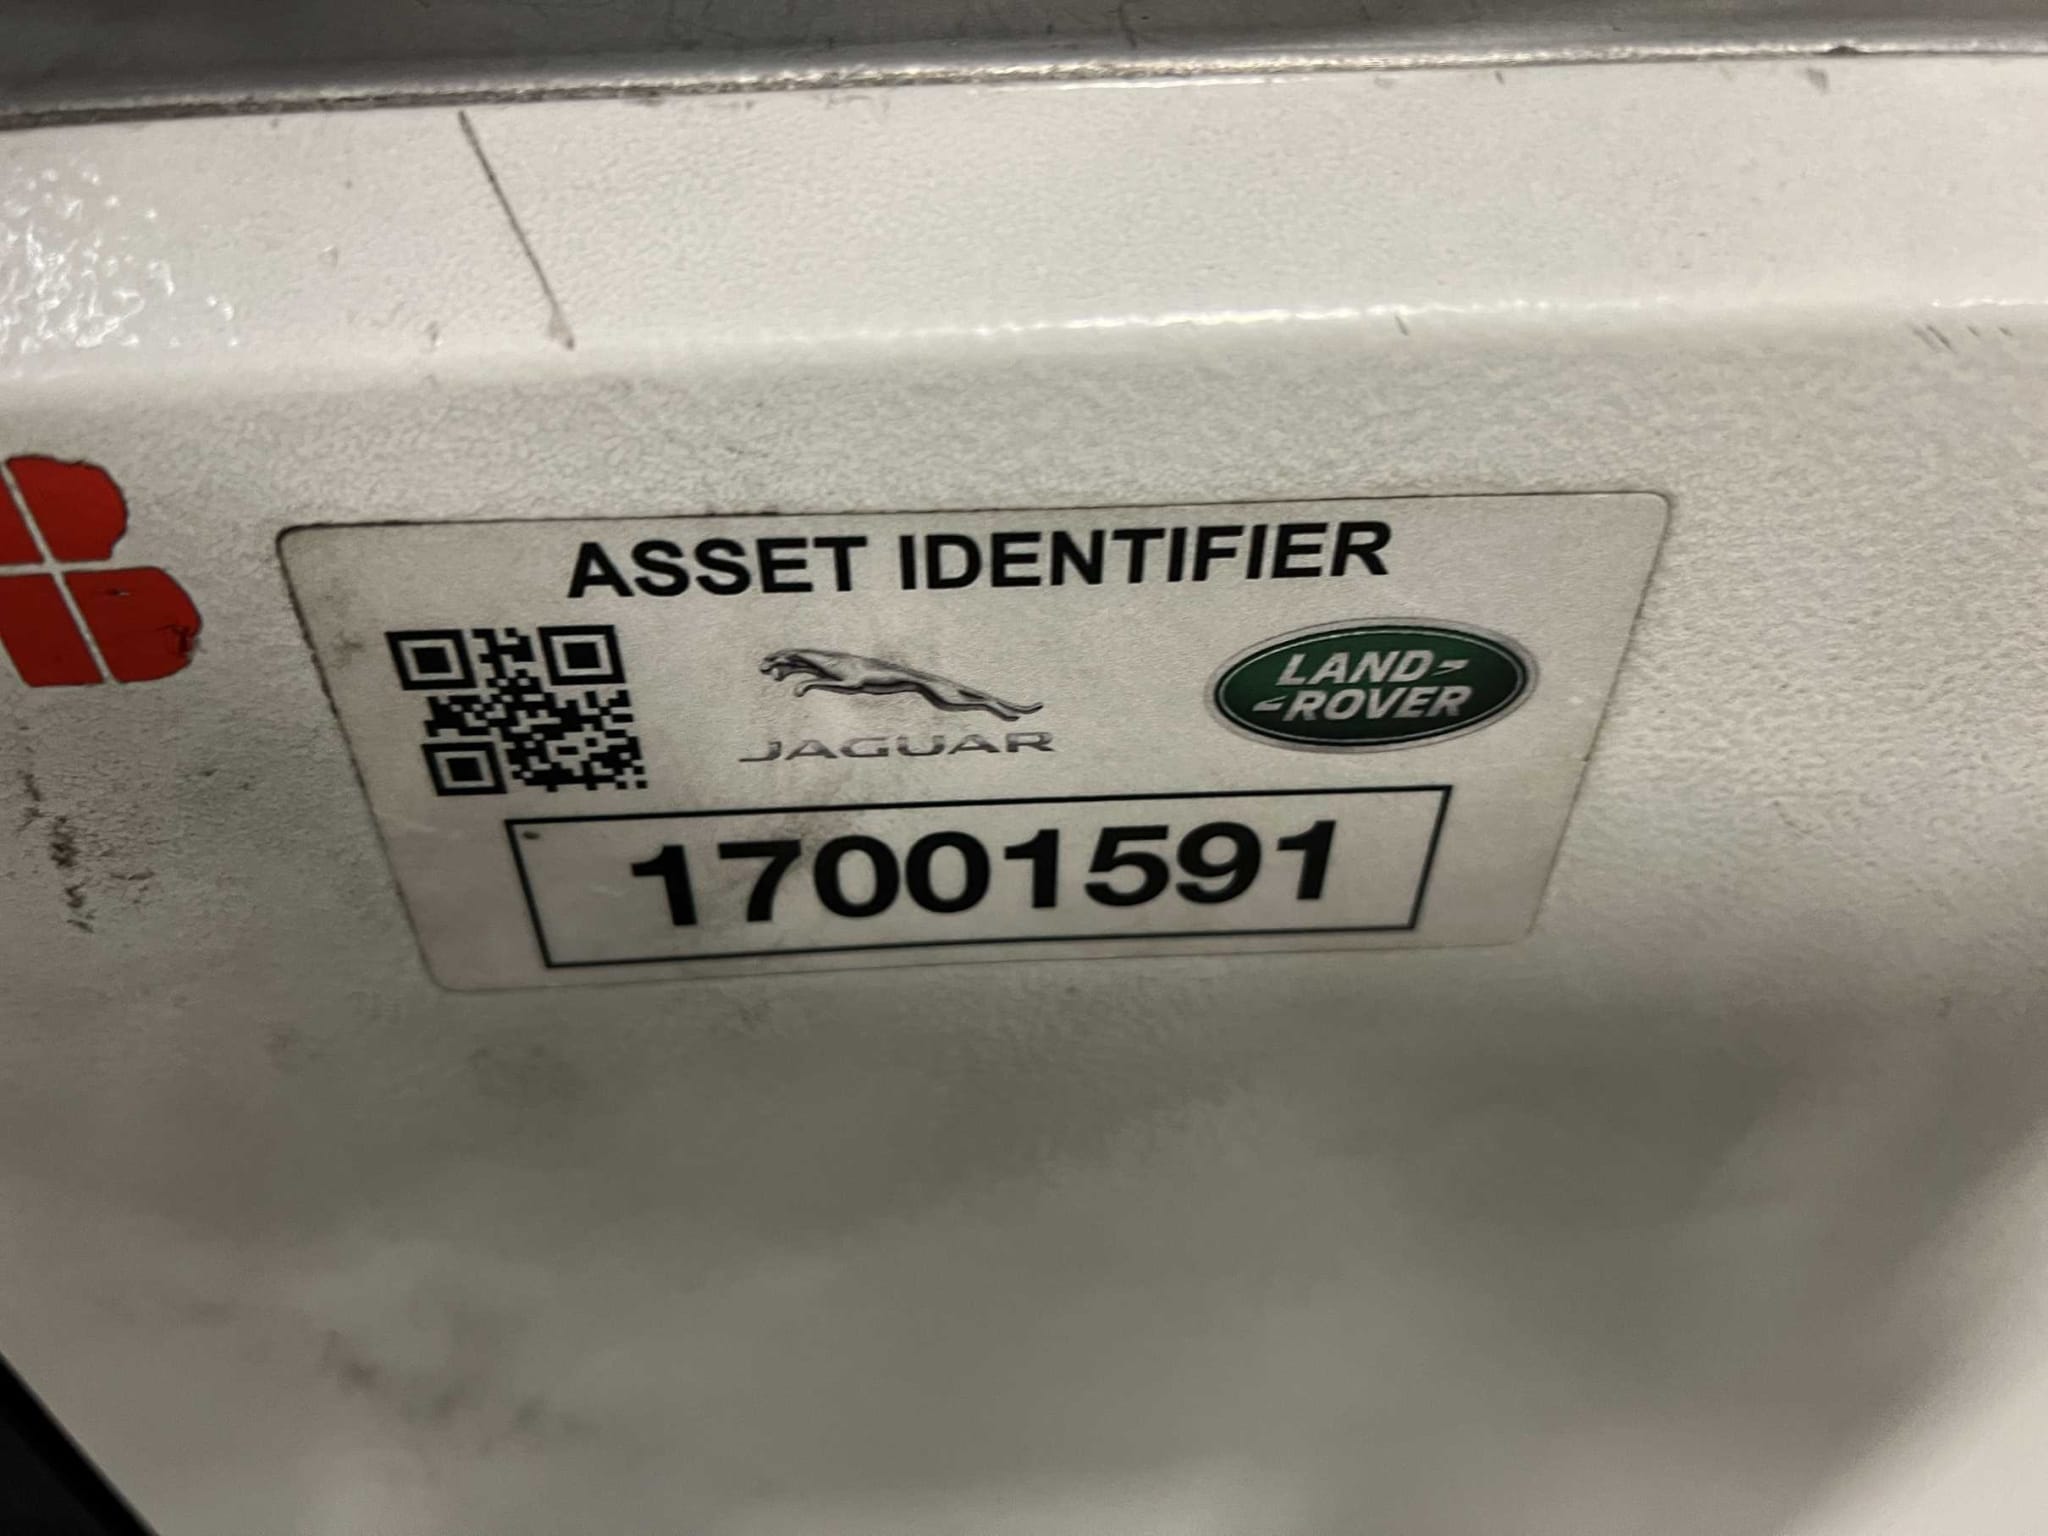 ASSET IDENTIFIER
JAGUAR
LAND-
-ROVER
17001591
B